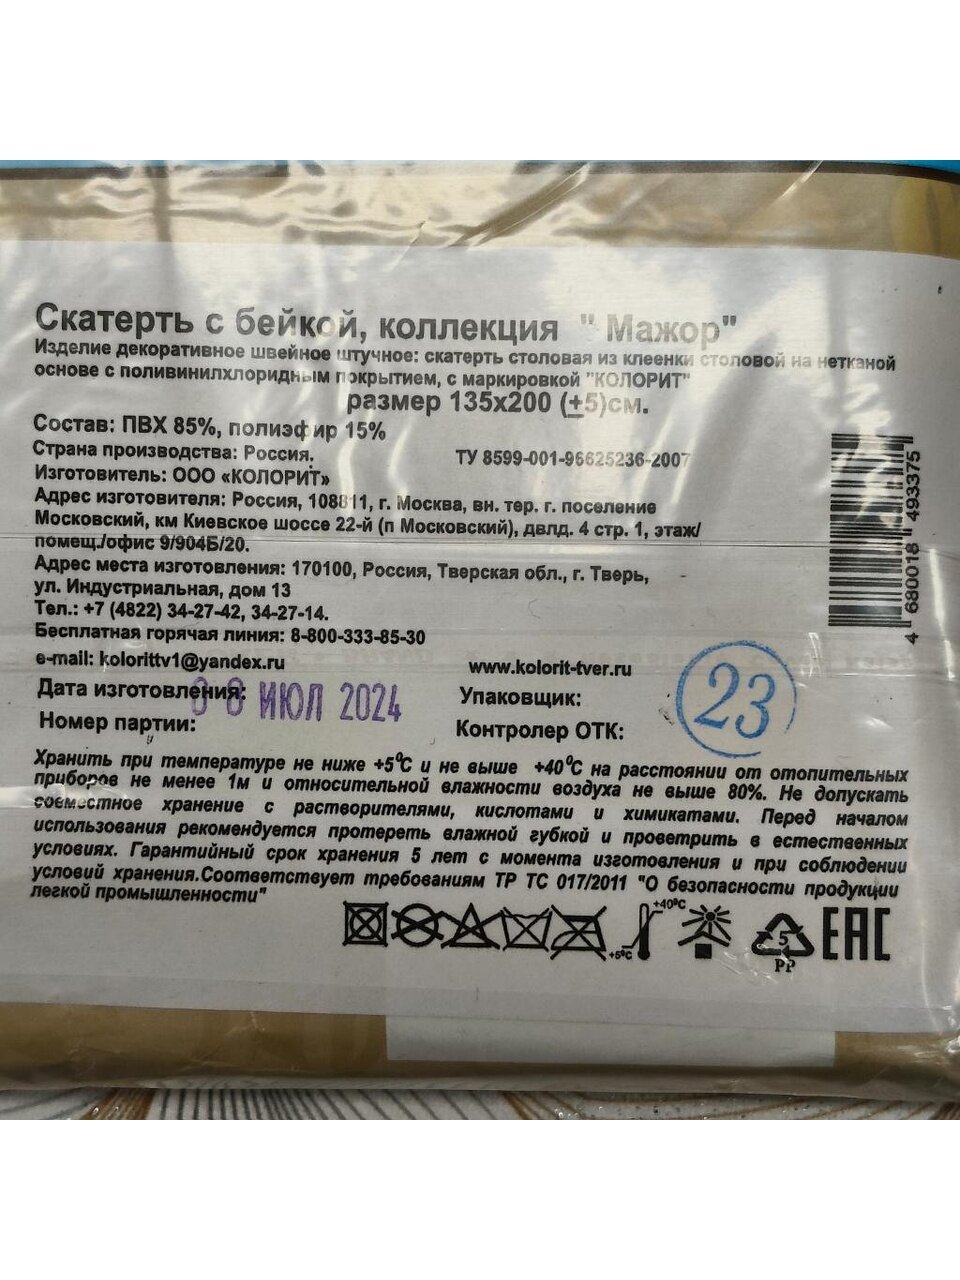 Скатерть с бейкой, коллекция " Мажор"
Изделие декоративное швейное штучное: скатерть столовая из клеенки столовой на нетканой
основе с поливинилхлоридным покрытием, с маркировкой "КОЛОРИТ"
размер 135х200 (±5)см.
Состав: ПВХ 85%, полиэфир 15%
Страна производства: Россия.
ТУ 8599-001-96625236-2007
Изготовитель: ООО «КОЛОРИТ»
Адрес изготовителя: Россия, 108811, г. Москва, вн. тер. г. поселение
Московский, км Киевское шоссе 22-й (п Московский), двлд. 4 стр. 1, этаж/
помещ./офис 9/904Б/20.
Адрес места изготовления: 170100, Россия, Тверская обл., г. Тверь,
ул. Индустриальная, дом 13
Тел.: +7 (4822) 34-27-42, 34-27-14.
Бесплатная горячая линия: 8-800-333-85-30
e-mail: kolorittv1@yandex.ru
www.kolorit-tver.ru
Дата изготовления:
ИЮЛ 2024
Упаковщик:
23
Номер партии:
Контролер ОТК:
Хранить при температуре не ниже +5⁰С и не выше +40⁰С на расстоянии от отопительных
приборов не менее 1м и относительной влажности воздуха не выше 80%. Не допускать
совместное хранение с растворителями, кислотами и химикатами. Перед началом
использования рекомендуется протереть влажной губкой и проветрить в естественных
условиях. Гарантийный срок хранения 5 лет с момента изготовления и при соблюдении
условий хранения.Соответствует требованиям ТР ТС 017/2011 "О безопасности продукции
легкой промышленности"
+5⁰С
+40⁰С
5
PP
EAC
4 680018 493375